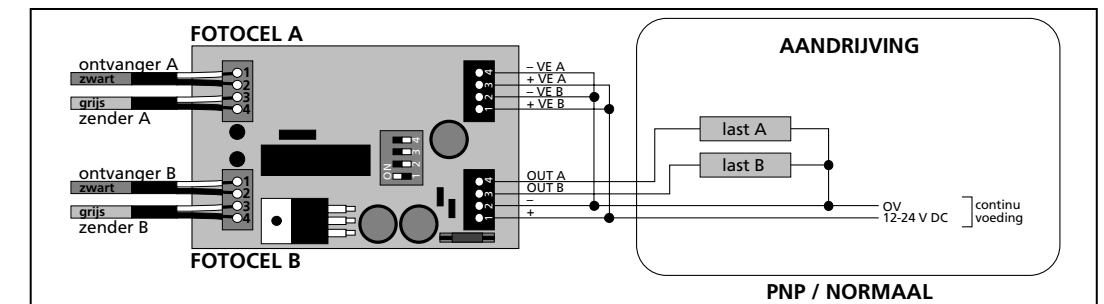 FOTOCEL A
AANDRIJVING
ontvanger A
zwart
grijs
zender A
1
2
3
4
– VE A
+ VE A
– VE B
+ VE B
4
3
2
1
last A
last B
ON
1 2 3 4
ontvanger B
zwart
grijs
zender B
1
2
3
4
OUT A
OUT B
–
+
4
3
2
1
OV
12-24 V DC
continu
voeding
FOTOCEL B
PNP / NORMAAL